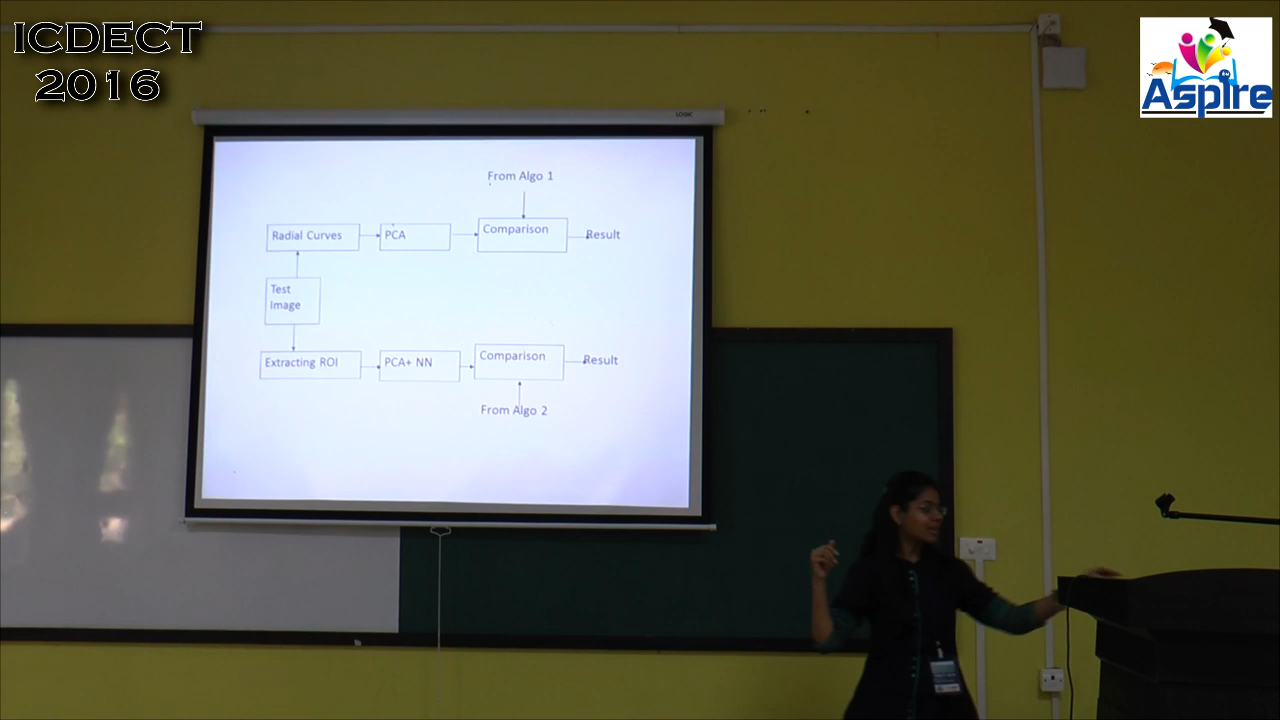 ICDECT
2016
Aspire
LOGIC
From Algo 1
Radial Curves
PCA
Comparison
Result
Test
Image
Extracting ROI
PCA+ NN
Comparison
Result
From Algo 2